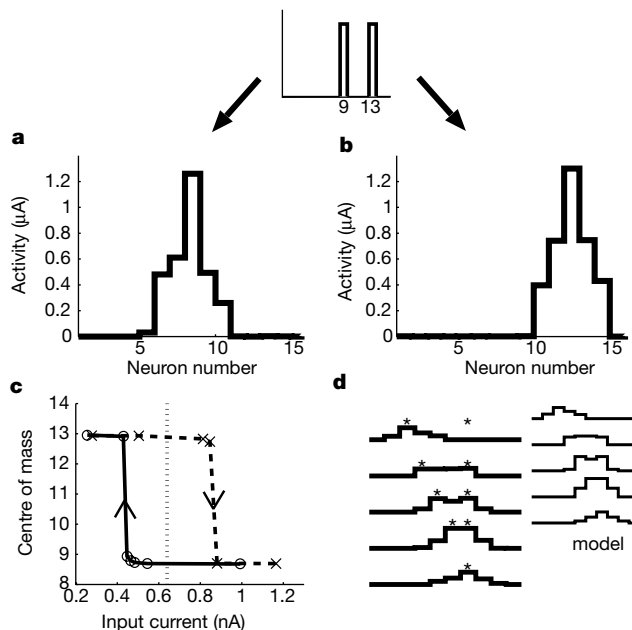 9 13
a
b
Activity (μA)
1.2
1
0.8
0.6
0.4
0.2
0
5 10 15
Neuron number
Activity (μA)
1.2
1
0.8
0.6
0.4
0.2
0
5 10 15
Neuron number
c
d
Centre of mass
14
13
12
11
10
9
8
0.2 0.4 0.6 0.8 1 1.2
Input current (nA)
* *
* *
* *
* *
*
model